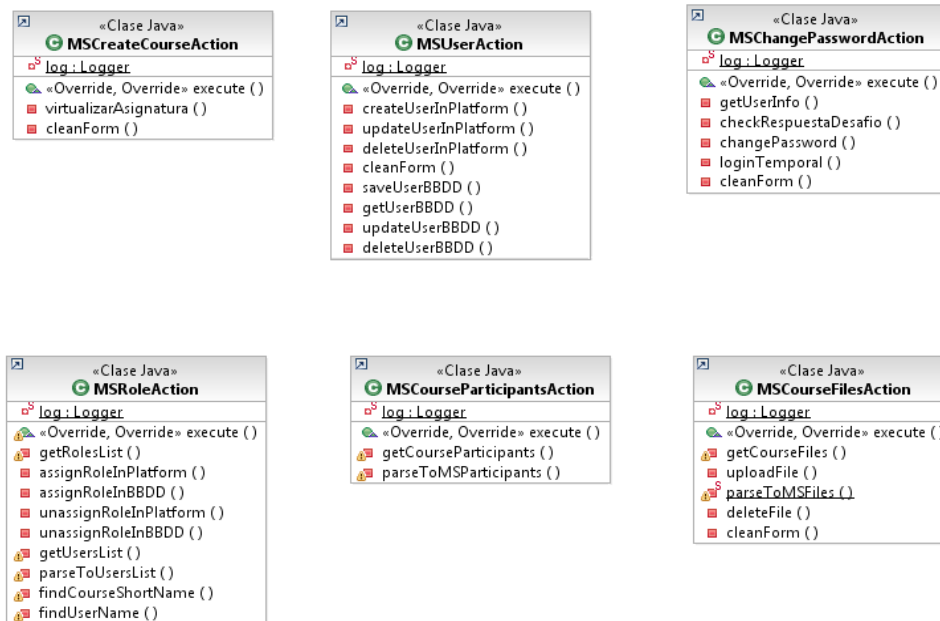 «Clase Java»
MSCreateCourseAction
log : Logger
«Override, Override» execute ( )
virtualizarAsignatura ( )
cleanForm ( )
«Clase Java»
MSUserAction
log : Logger
«Override, Override» execute ( )
createUserInPlatform ( )
updateUserInPlatform ( )
deleteUserInPlatform ( )
cleanForm ( )
saveUserBBDD ( )
getUserBBDD ( )
updateUserBBDD ( )
deleteUserBBDD ( )
«Clase Java»
MSChangePasswordAction
log : Logger
«Override, Override» execute ( )
getUserInfo ( )
checkRespuestaDesafio ( )
changePassword ( )
loginTemporal ( )
cleanForm ( )
«Clase Java»
MSRoleAction
log : Logger
«Override, Override» execute ( )
getRolesList ( )
assignRoleInPlatform ( )
assignRoleInBBDD ( )
unassignRoleInPlatform ( )
unassignRoleInBBDD ( )
getUsersList ( )
parseToUsersList ( )
findCourseShortName ( )
findUserName ( )
«Clase Java»
MSCourseParticipantsAction
log : Logger
«Override, Override» execute ( )
getCourseParticipants ( )
parseToMSParticipants ( )
«Clase Java»
MSCourseFilesAction
log : Logger
«Override, Override» execute (
getCourseFiles ( )
uploadFile ( )
parseToMSFiles ( )
deleteFile ( )
cleanForm ( )